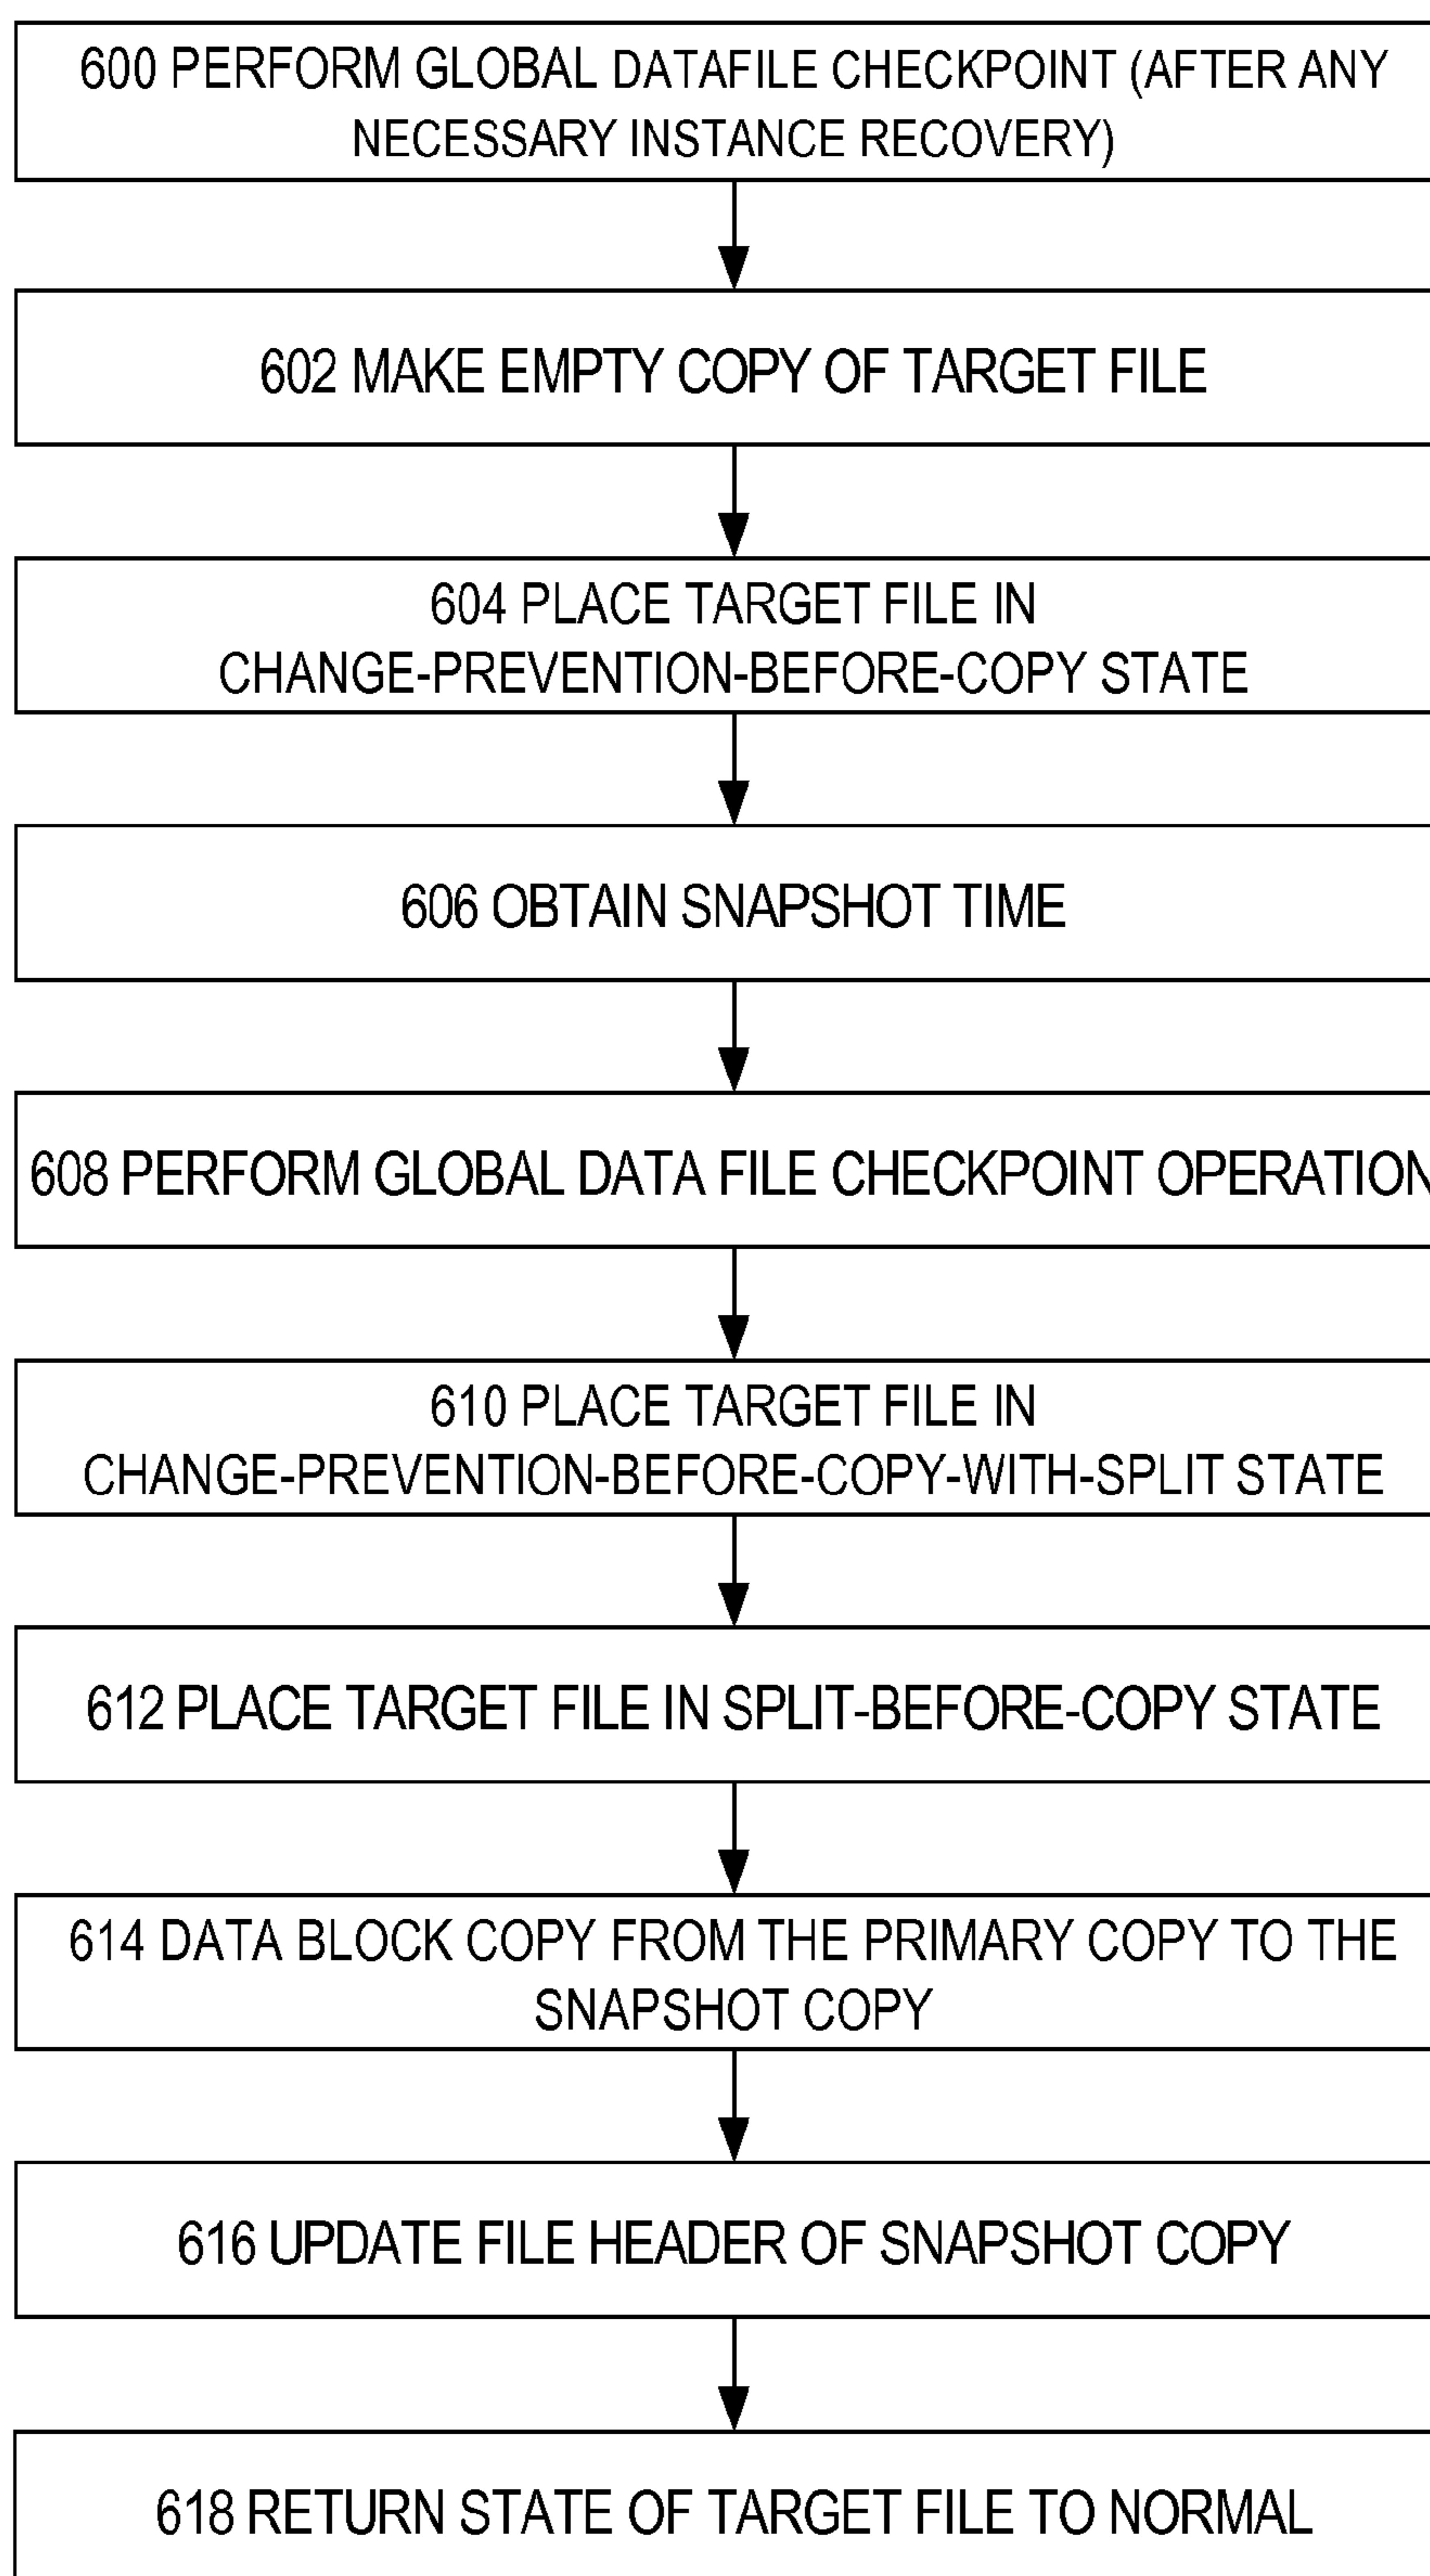 600 PERFORM GLOBAL DATAFILE CHECKPOINT (AFTER ANY
NECESSARY INSTANCE RECOVERY)
602 MAKE EMPTY COPY OF TARGET FILE
604 PLACE TARGET FILE IN
CHANGE-PREVENTION-BEFORE-COPY STATE
606 OBTAIN SNAPSHOT TIME
608 PERFORM GLOBAL DATA FILE CHECKPOINT OPERATION
610 PLACE TARGET FILE IN
CHANGE-PREVENTION-BEFORE-COPY-WITH-SPLIT STATE
612 PLACE TARGET FILE IN SPLIT-BEFORE-COPY STATE
614 DATA BLOCK COPY FROM THE PRIMARY COPY TO THE
SNAPSHOT COPY
616 UPDATE FILE HEADER OF SNAPSHOT COPY
618 RETURN STATE OF TARGET FILE TO NORMAL